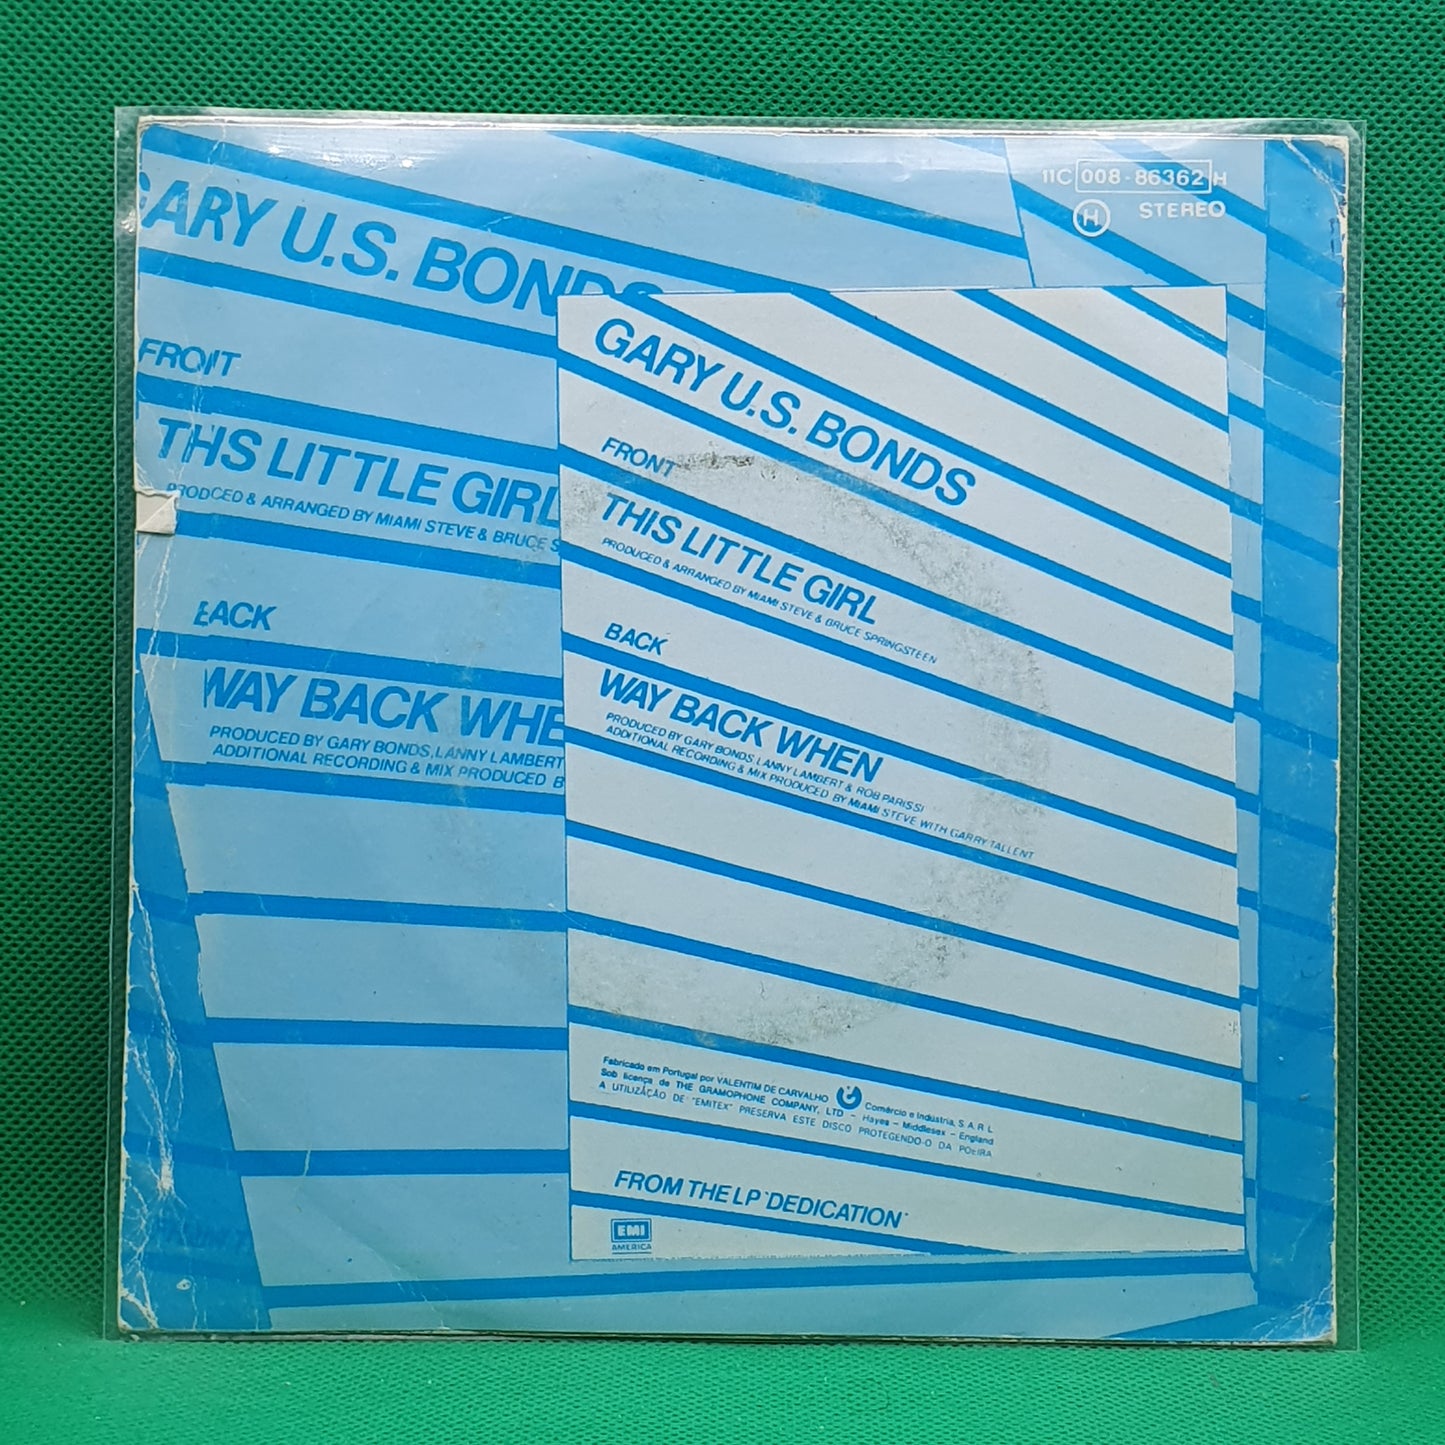 11C 008-86362 H
H STEREO
GARY U.S. BONDS
FRONT
THS LITTLE GIRL
PRODCED & ARRANGED BY MIAMI STEVE & BRUCE S
BACK
WAY BACK WHEN
PRODUCED BY GARY BONDS, LANNY LAMBERT
ADDITIONAL RECORDING & MIX PRODUCED B
GARY U.S. BONDS
FRONT
THIS LITTLE GIRL
PRODUCED & ARRANGED BY MIAMI STEVE & BRUCE SPRINGSTEEN
BACK
WAY BACK WHEN
PRODUCED BY GARY BONDS, LANNY LAMBERT & ROB PARISSI
ADDITIONAL RECORDING & MIX PRODUCED BY MIAMI STEVE WITH GARRY TALLENT
Fabricado em Portugal por VALENTIM DE CARVALHO Comércio e Indústria, S.A.R L
Sob licença de THE GRAMOPHONE COMPANY, LTD – Hayes – Middlesex – England
A UTILIZAÇÃO DE "EMITEX" PRESERVA ESTE DISCO PROTEGENDO-O DA POEIRA
FROM THE LP 'DEDICATION'
EMI
AMERICA